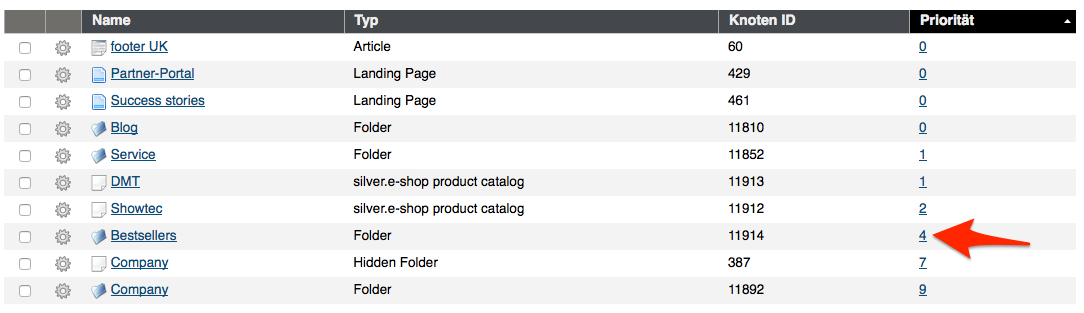 Name Typ Knoten ID Priorität
footer UK Article 60 0
Partner-Portal Landing Page 429 0
Success stories Landing Page 461 0
Blog Folder 11810 0
Service Folder 11852 1
DMT silver.e-shop product catalog 11913 1
Showtec silver.e-shop product catalog 11912 2
Bestsellers Folder 11914 4
Company Hidden Folder 387 7
Company Folder 11892 9